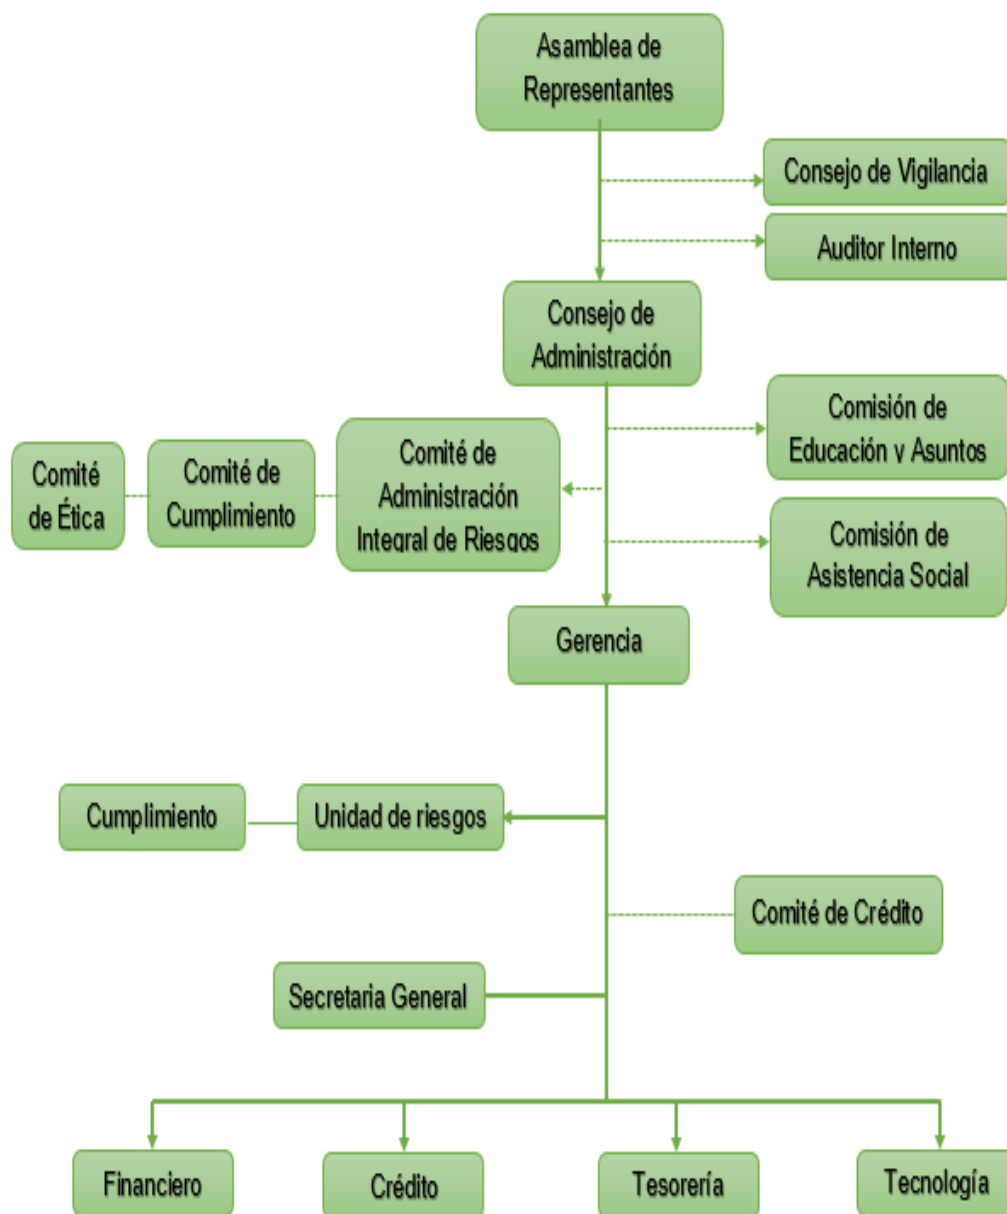 Asamblea de
Representantes
Consejo de Vigilancia
Auditor Interno
Consejo de
Administración
Comisión de
Educación y Asuntos
Comité de
Administración
Integral de Riesgos
Comité de
Cumplimiento
Comité
de Ética
Comisión de
Asistencia Social
Gerencia
Cumplimiento
Unidad de riesgos
Comité de Crédito
Secretaria General
Financiero
Crédito
Tesorería
Tecnología